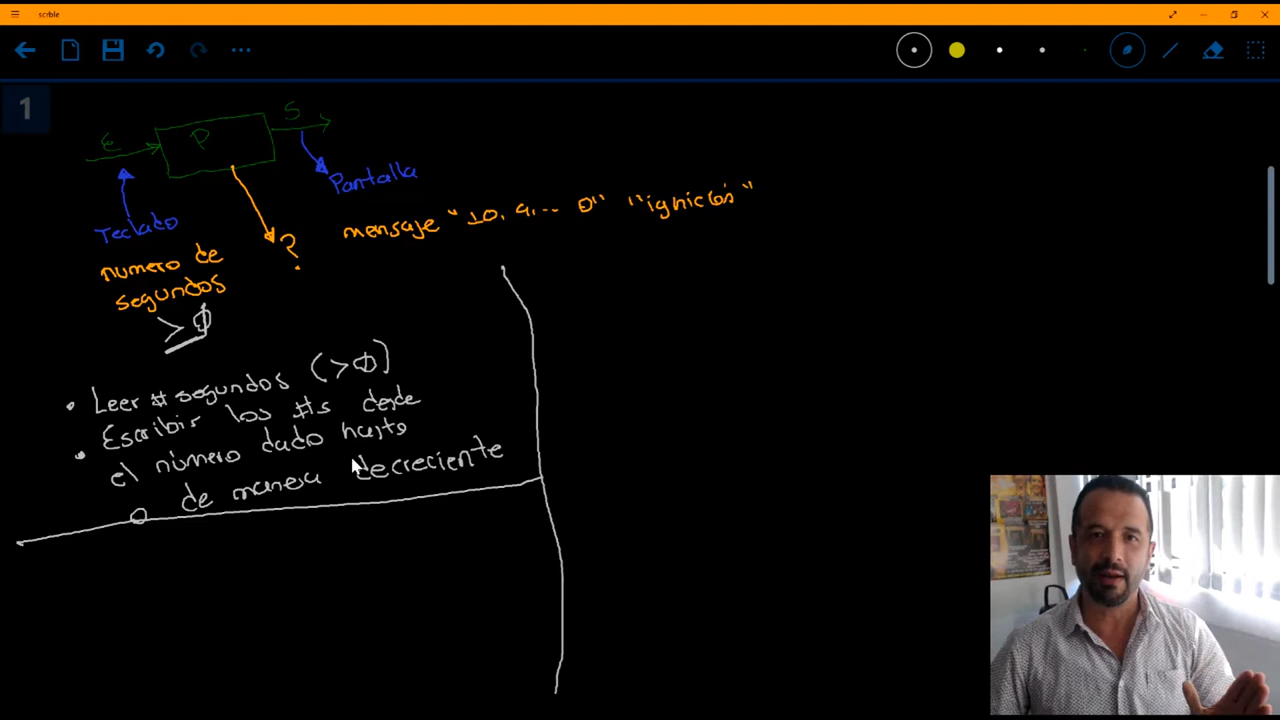 scrble
1
E
P
S
Pantalla
Teclado
numero de
segundos
> 0
?
mensaje "10, 9,... 0" "ignición"
• Leer # segundos (>0)
• Escribir los #s desde
el número dado hasta
0 de manera decreciente